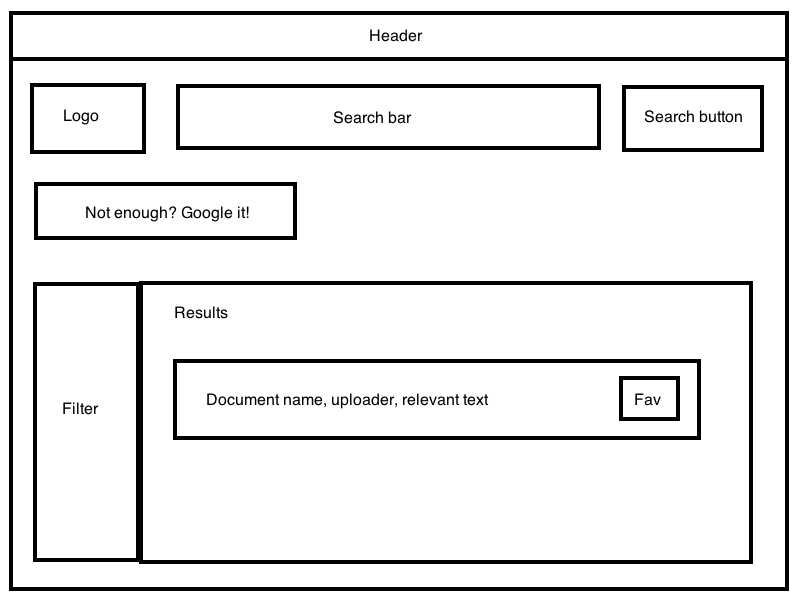 Header
Logo
Search bar
Search button
Not enough? Google it!
Results
Filter
Document name, uploader, relevant text
Fav